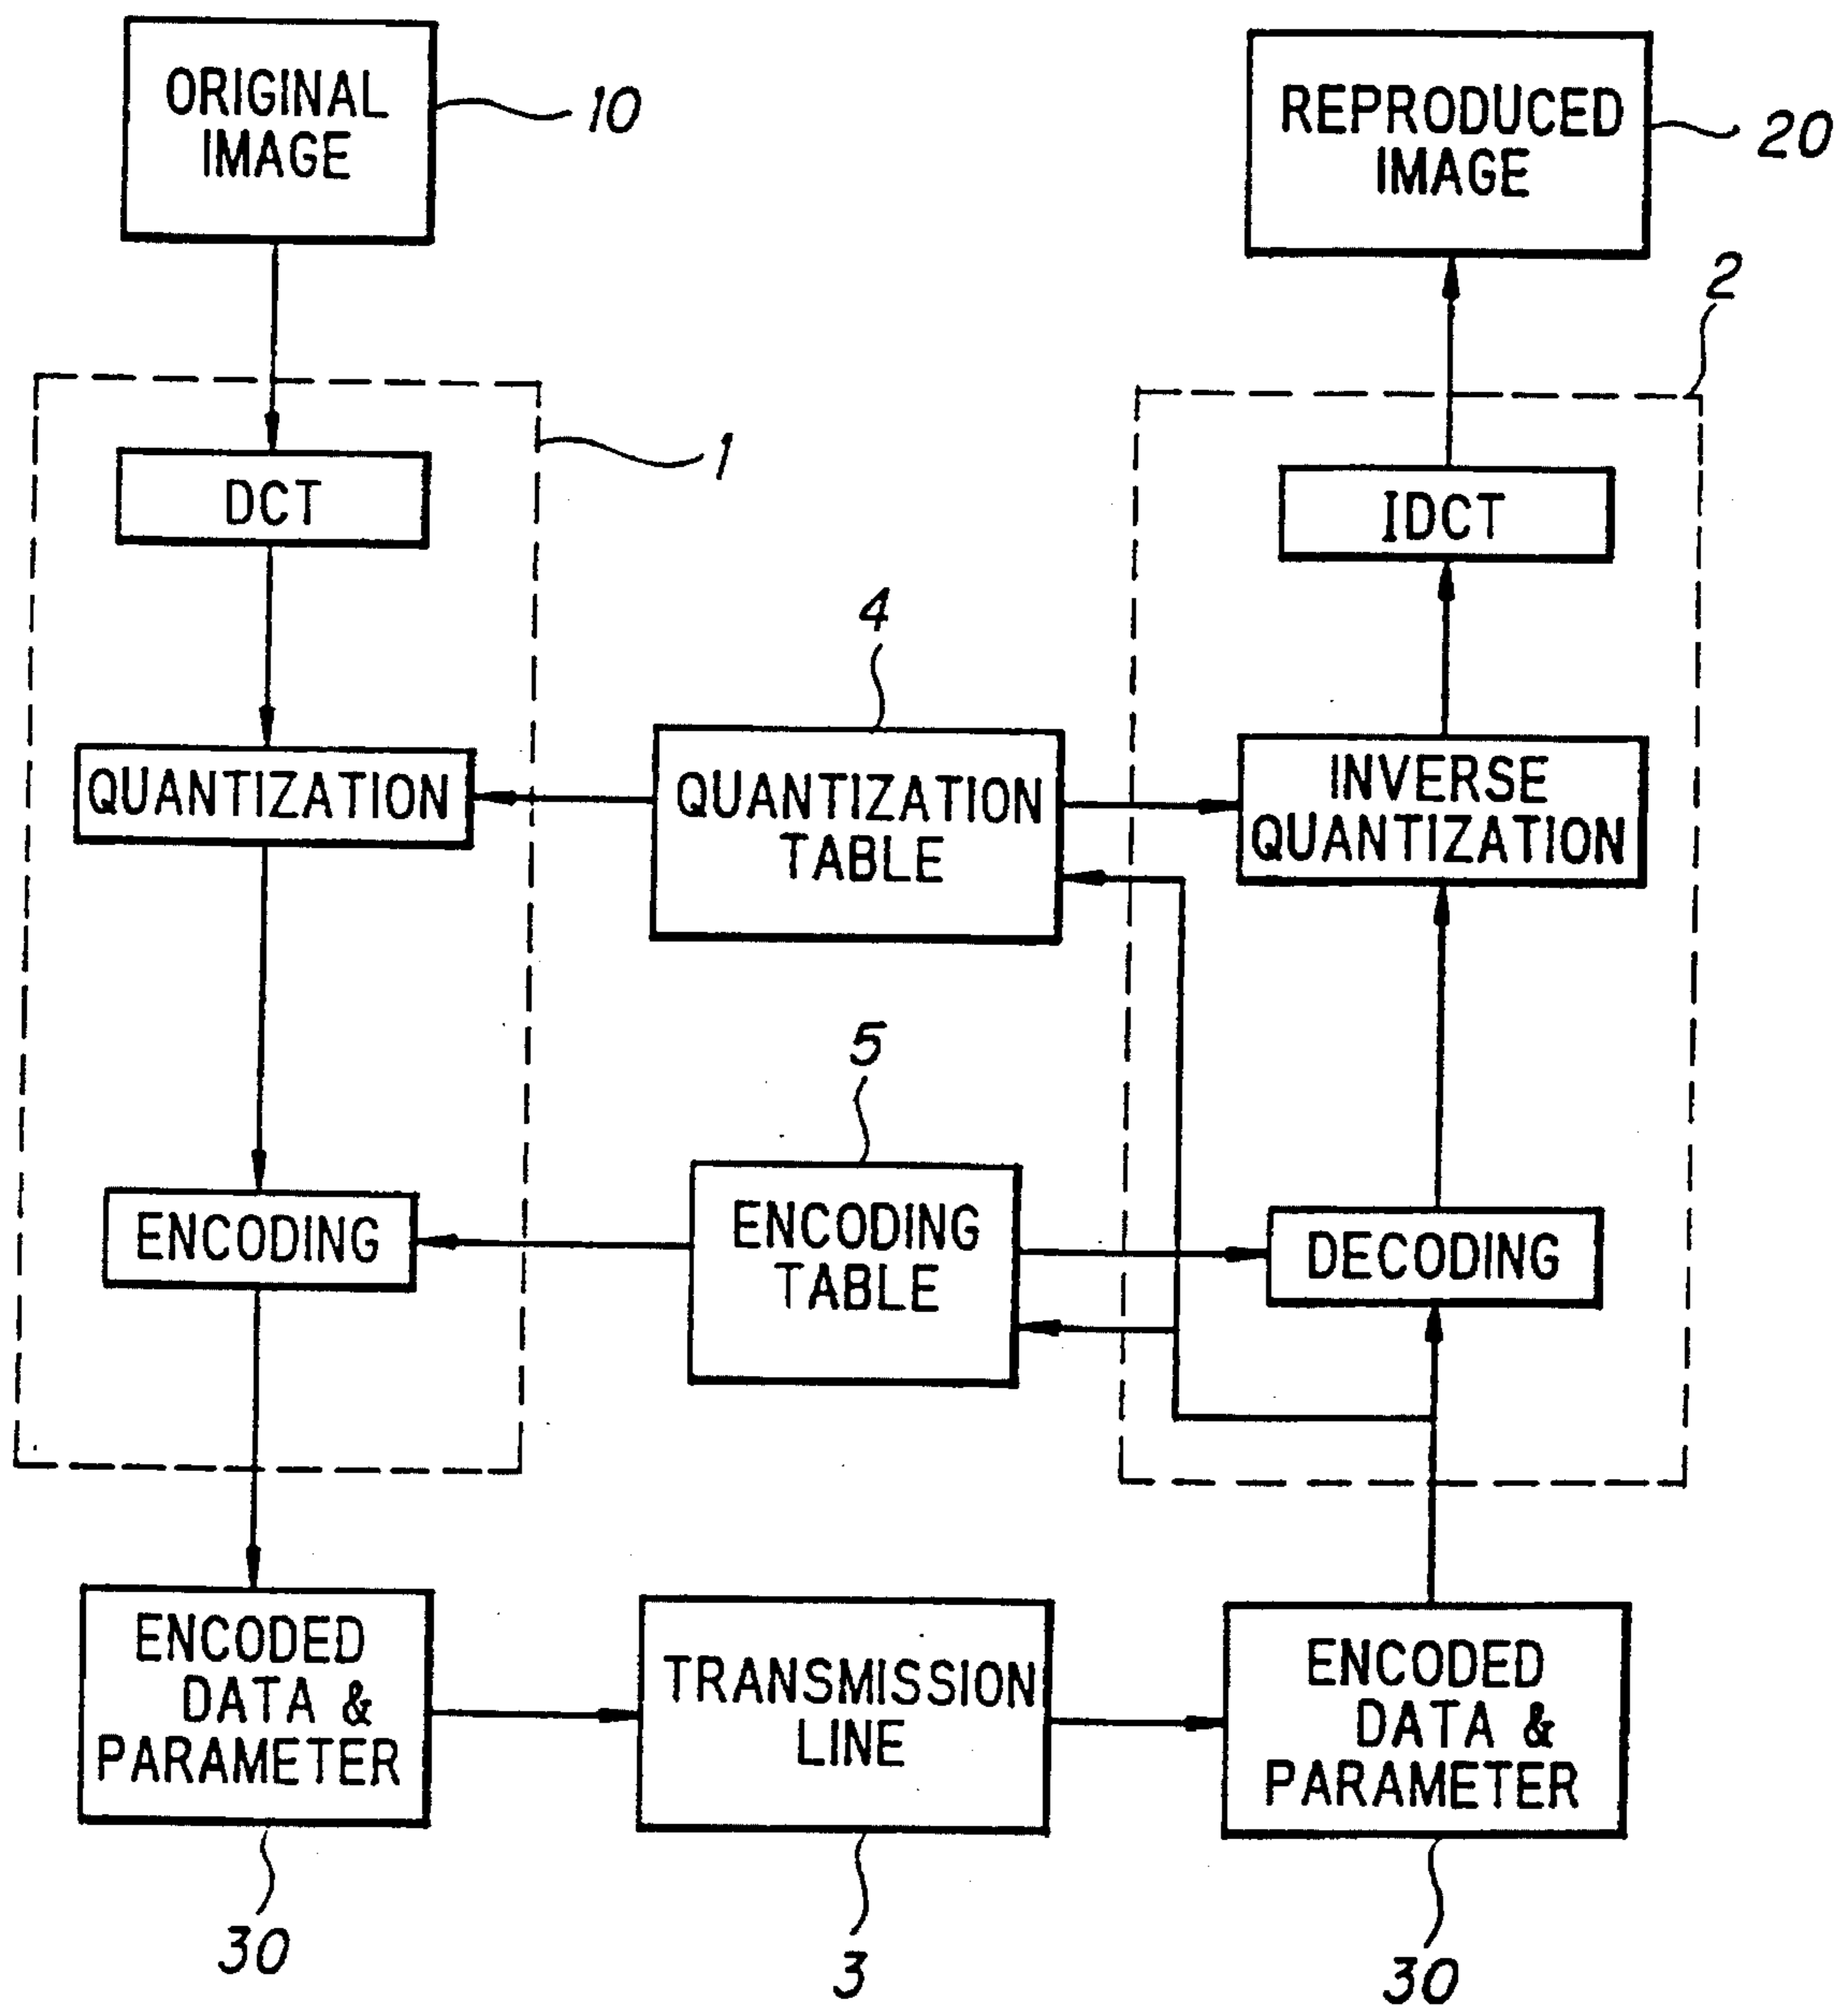 ORIGINAL
IMAGE
10
REPRODUCED
IMAGE
20
2
1
DCT
IDCT
4
QUANTIZATION
QUANTIZATION
TABLE
INVERSE
QUANTIZATION
5
ENCODING
ENCODING
TABLE
DECODING
ENCODED
DATA &
PARAMETER
TRANSMISSION
LINE
ENCODED
DATA &
PARAMETER
30
3
30